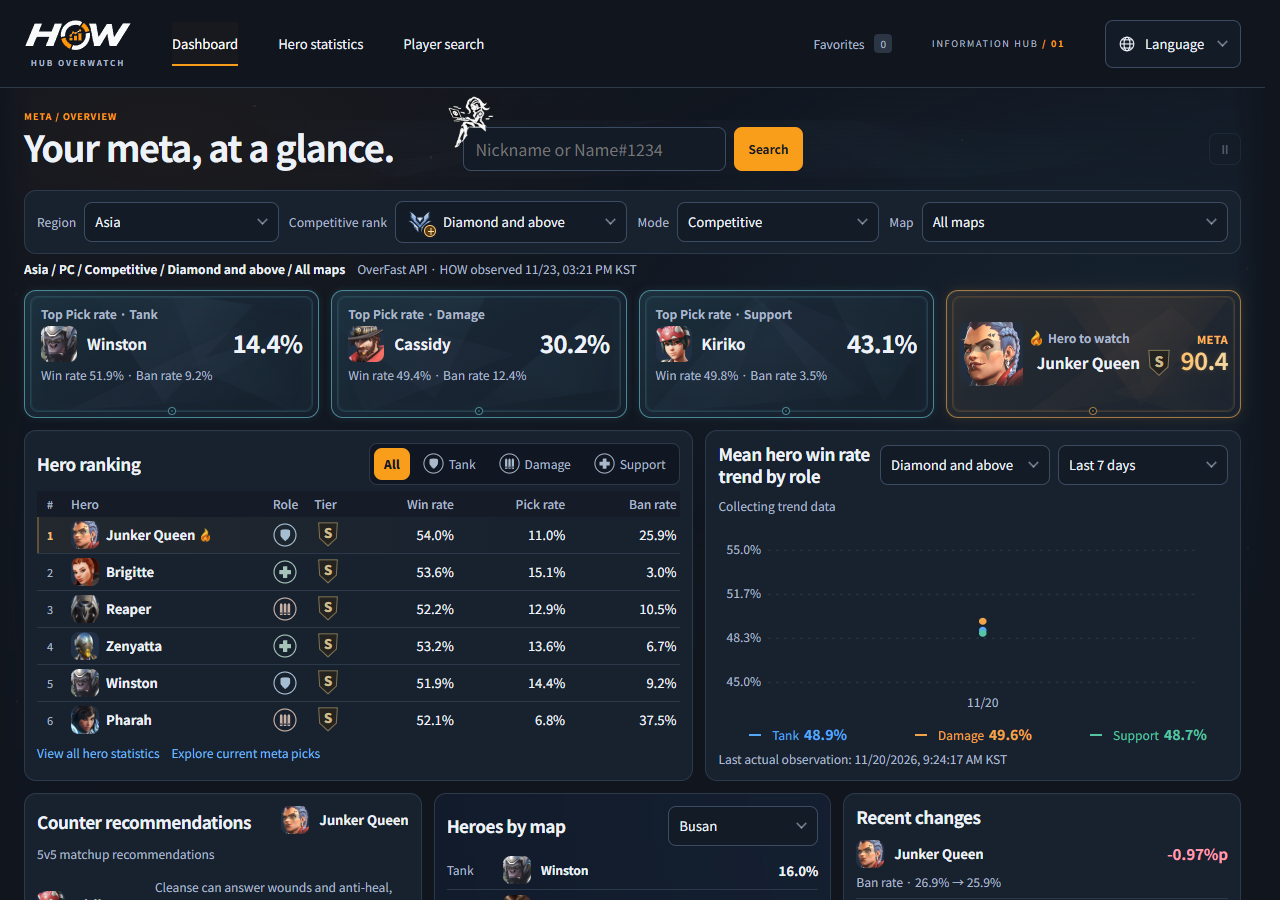 HOW
HUB OVERWATCH
Dashboard
Hero statistics
Player search
Favorites 0
INFORMATION HUB / 01
Language
META / OVERVIEW
Your meta, at a glance.
Nickname or Name#1234
Search
Region
Asia
Competitive rank
Diamond and above
Mode
Competitive
Map
All maps
Asia / PC / Competitive / Diamond and above / All maps OverFast API · HOW observed 11/23, 03:21 PM KST
Top Pick rate · Tank
Winston
14.4%
Win rate 51.9% · Ban rate 9.2%
Top Pick rate · Damage
Cassidy
30.2%
Win rate 49.4% · Ban rate 12.4%
Top Pick rate · Support
Kiriko
43.1%
Win rate 49.8% · Ban rate 3.5%
Hero to watch
Junker Queen
S
META
90.4
Hero ranking
All
Tank
Damage
Support
# Hero Role Tier Win rate Pick rate Ban rate
1 Junker Queen S 54.0% 11.0% 25.9%
2 Brigitte S 53.6% 15.1% 3.0%
3 Reaper S 52.2% 12.9% 10.5%
4 Zenyatta S 53.2% 13.6% 6.7%
5 Winston S 51.9% 14.4% 9.2%
6 Pharah S 52.1% 6.8% 37.5%
View all hero statistics
Explore current meta picks
Mean hero win rate
trend by role
Diamond and above
Last 7 days
Collecting trend data
55.0%
51.7%
48.3%
45.0%
11/20
Tank 48.9%
Damage 49.6%
Support 48.7%
Last actual observation: 11/20/2026, 9:24:17 AM KST
Counter recommendations
Junker Queen
5v5 matchup recommendations
Cleanse can answer wounds and anti-heal,
Heroes by map
Busan
Tank
Winston
16.0%
Recent changes
Junker Queen
-0.97%p
Ban rate · 26.9% → 25.9%